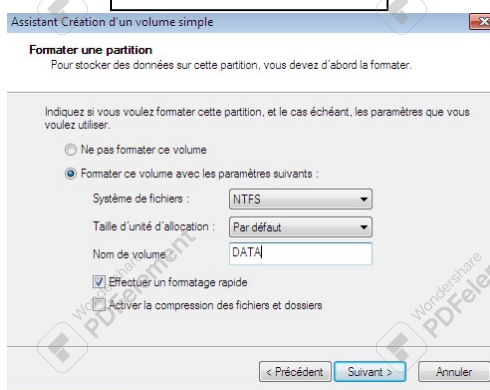 Assistant Création d'un volume simple
Formater une partition
Pour stocker des données sur cette partition, vous devez d'abord la formater.
Indiquez si vous voulez formater cette partition, et le cas échéant, les paramètres que vous
voulez utiliser.
Ne pas formater ce volume
Formater ce volume avec les paramètres suivants :
Système de fichiers : NTFS
Taille d'unité d'allocation : Par défaut
Nom de volume : DATA
Effectuer un formatage rapide
Activer la compression des fichiers et dossiers
Wondershare
PDFelement
Wondershare
< Précédent Suivant > Annuler